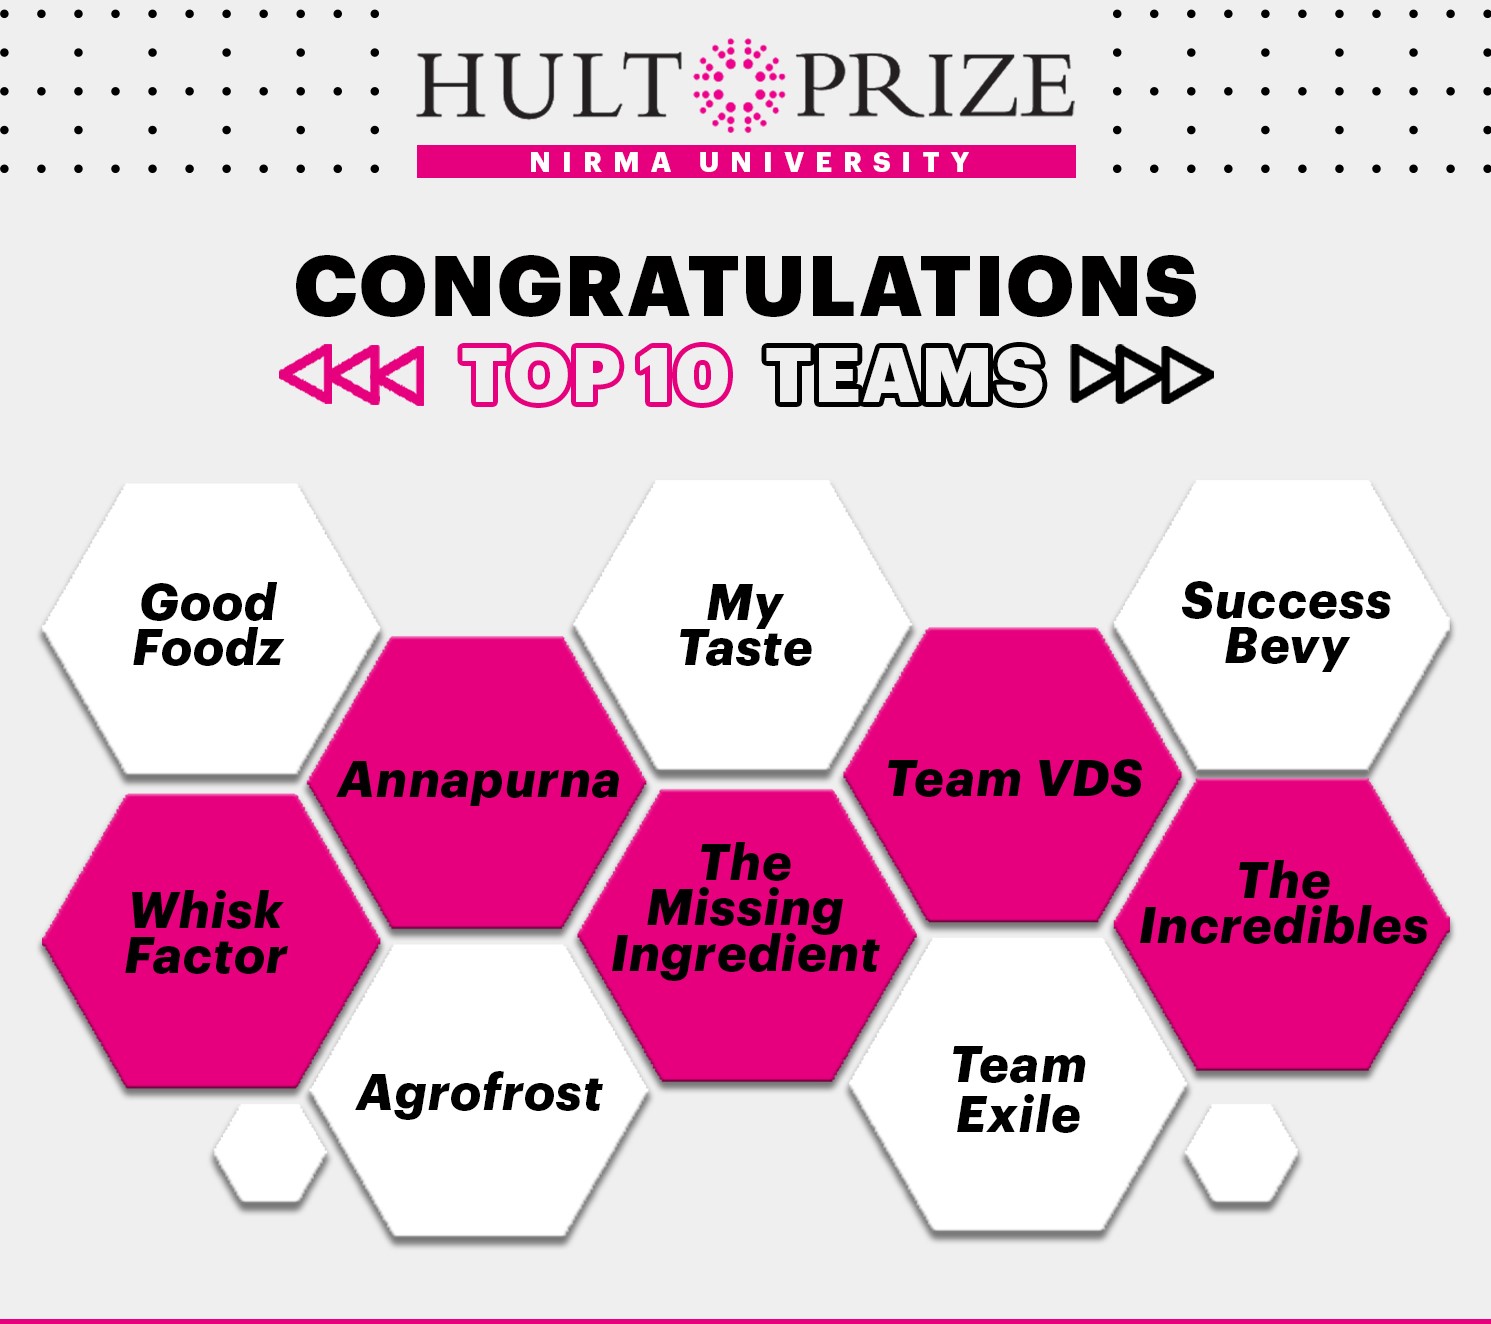 HULT PRIZE
NIRMA UNIVERSITY
CONGRATULATIONS
TOP 10 TEAMS
Good
Foodz
My
Taste
Success
Bevy
Annapurna
Team VDS
Whisk
Factor
The
Missing
Ingredient
The
Incredibles
Agrofrost
Team
Exile